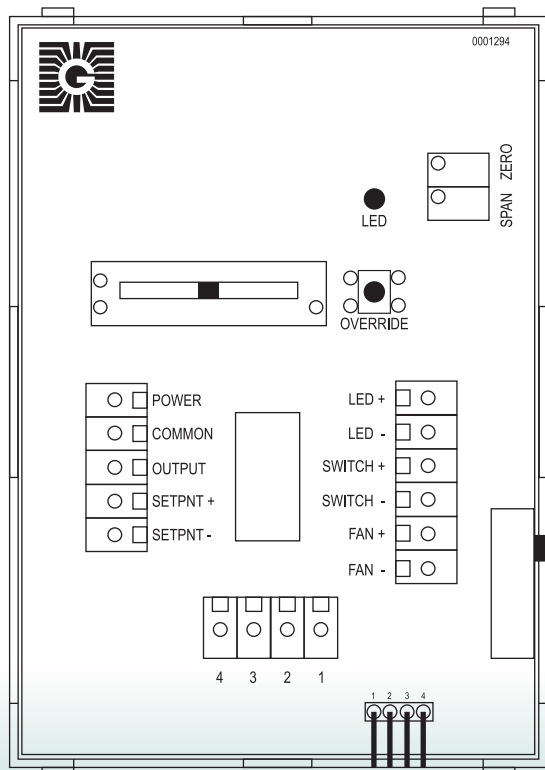 0001294
G
ZERO
SPAN
LED
OVERRIDE
POWER
COMMON
OUTPUT
SETPNT +
SETPNT -
LED +
LED -
SWITCH +
SWITCH -
FAN +
FAN -
4 3 2 1
1 2 3 4